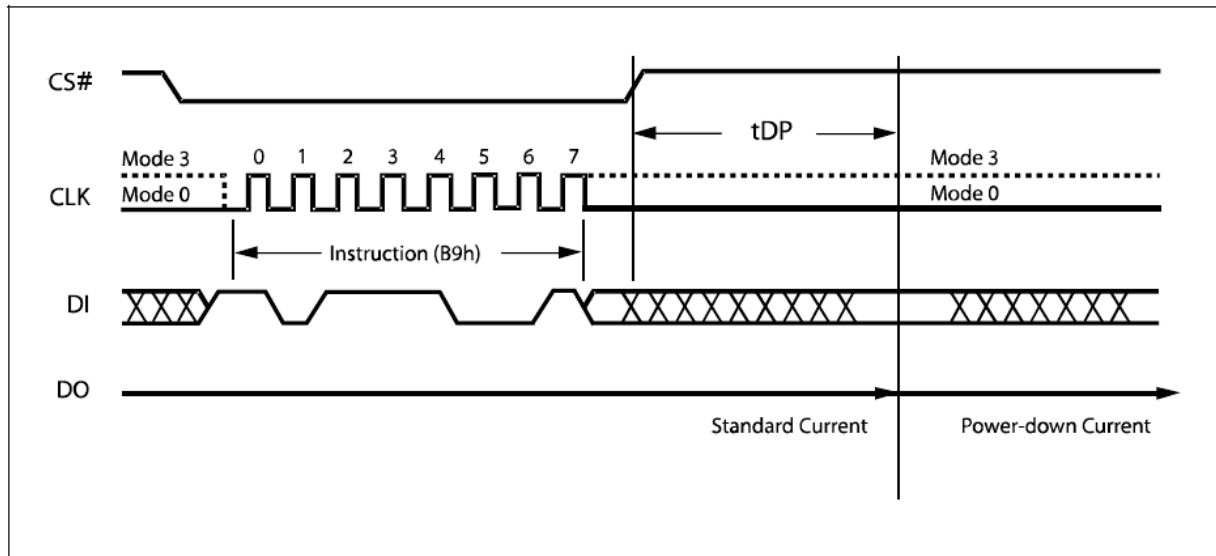 CS#
tDP
Mode 3
0 1 2 3 4 5 6 7
Mode 3
CLK
Mode 0
Mode 0
Instruction (B9h)
DI
DO
Standard Current
Power-down Current